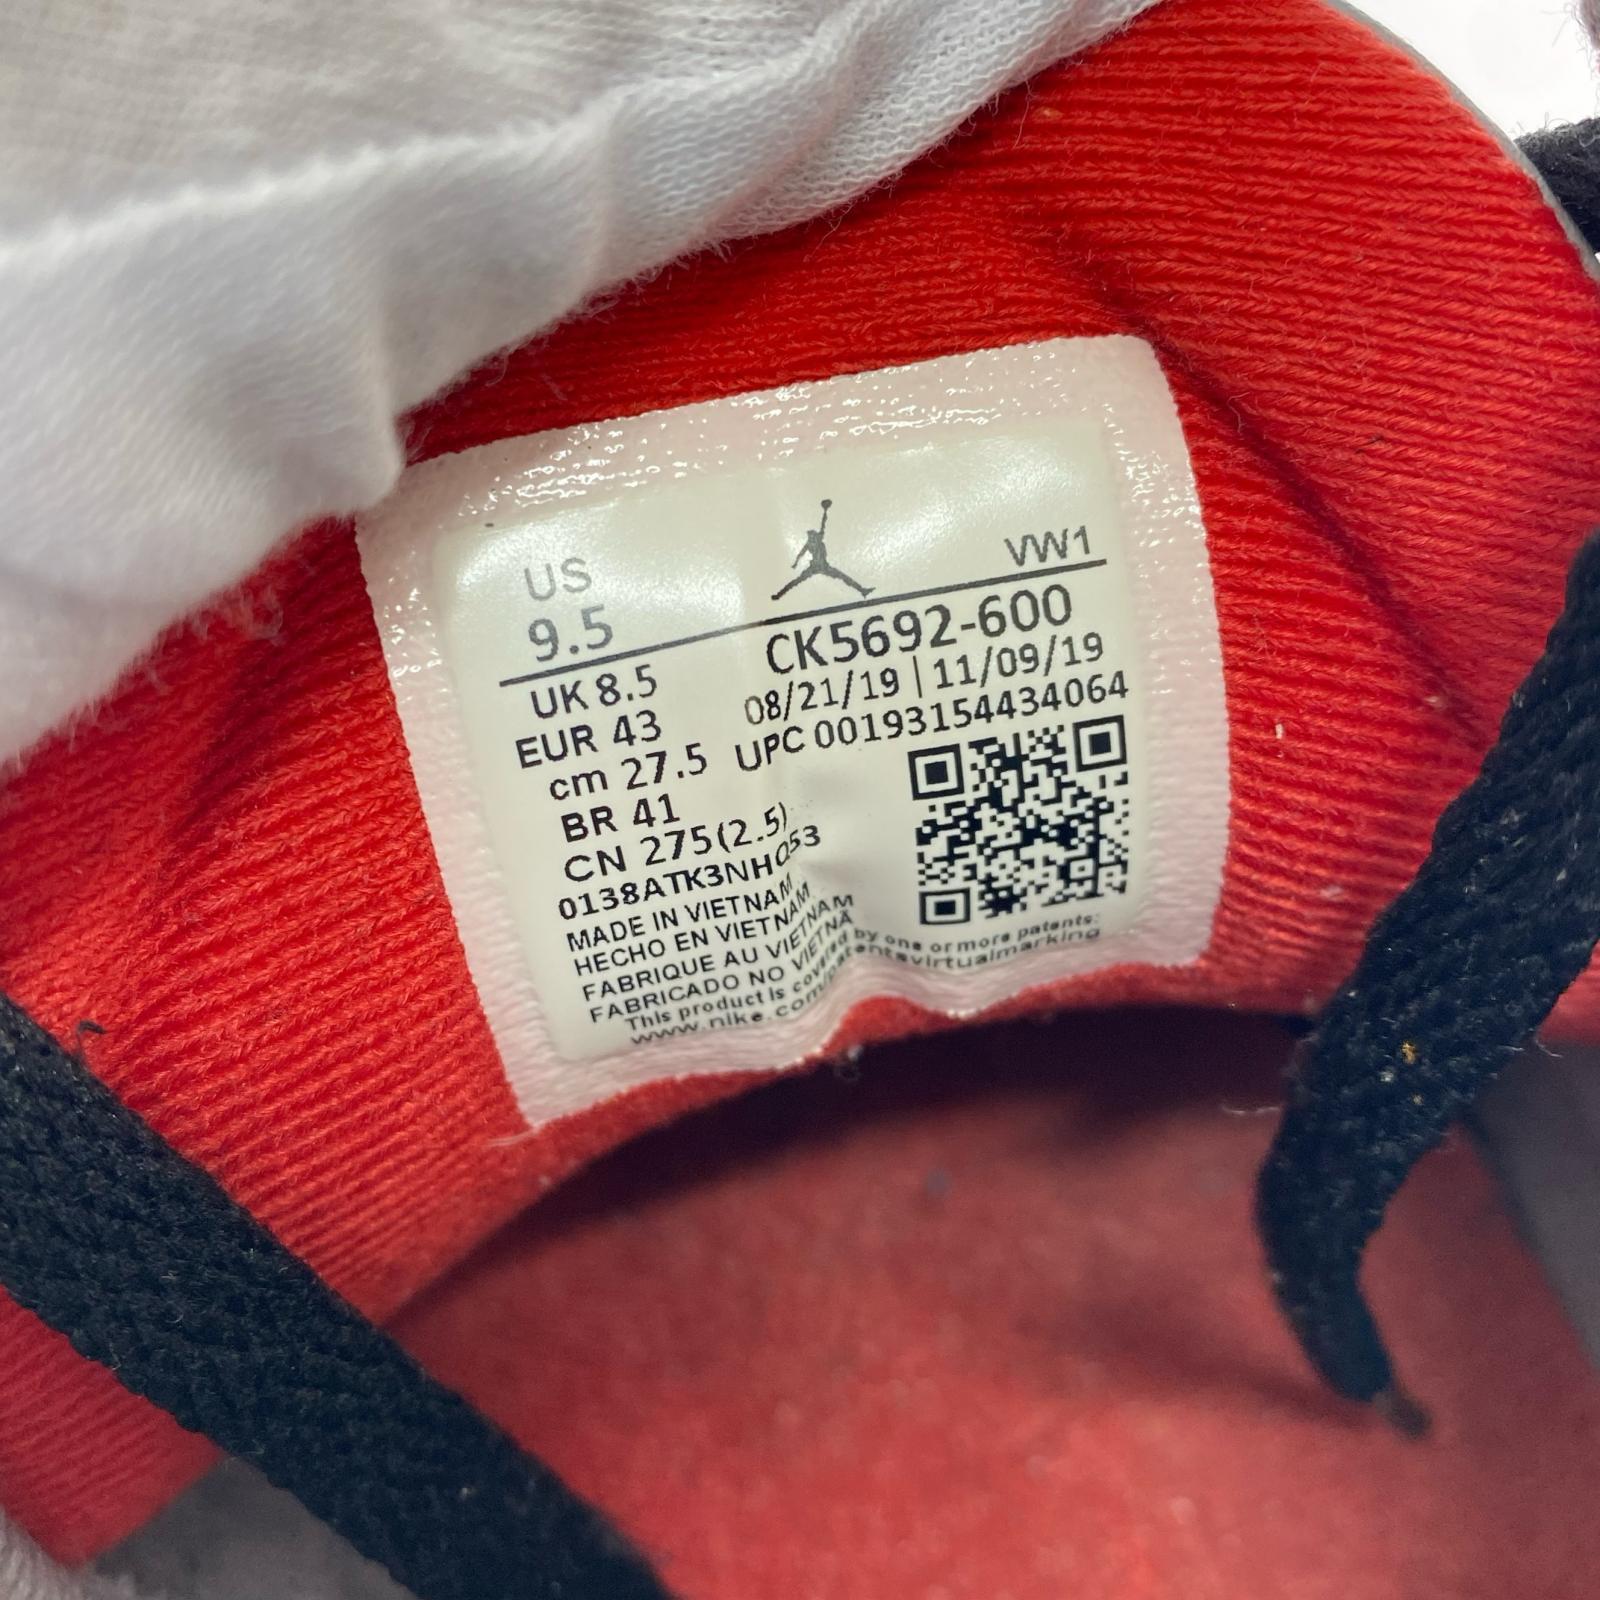 US
9.5
VW1
UK 8.5
EUR 43
cm 27.5
BR 41
CN 275(2.5)
CK5692-600
08/21/19 | 11/09/19
UPC 00193154434064
0138ATK3NHQ53
MADE IN VIETNAM
HECHO EN VIETNAM
FABRIQUE AU VIETNAM
FABRICADO NO VIETNÃ
This product is covered by one or more patents:
www.nike.com/patentsvirtualmarking